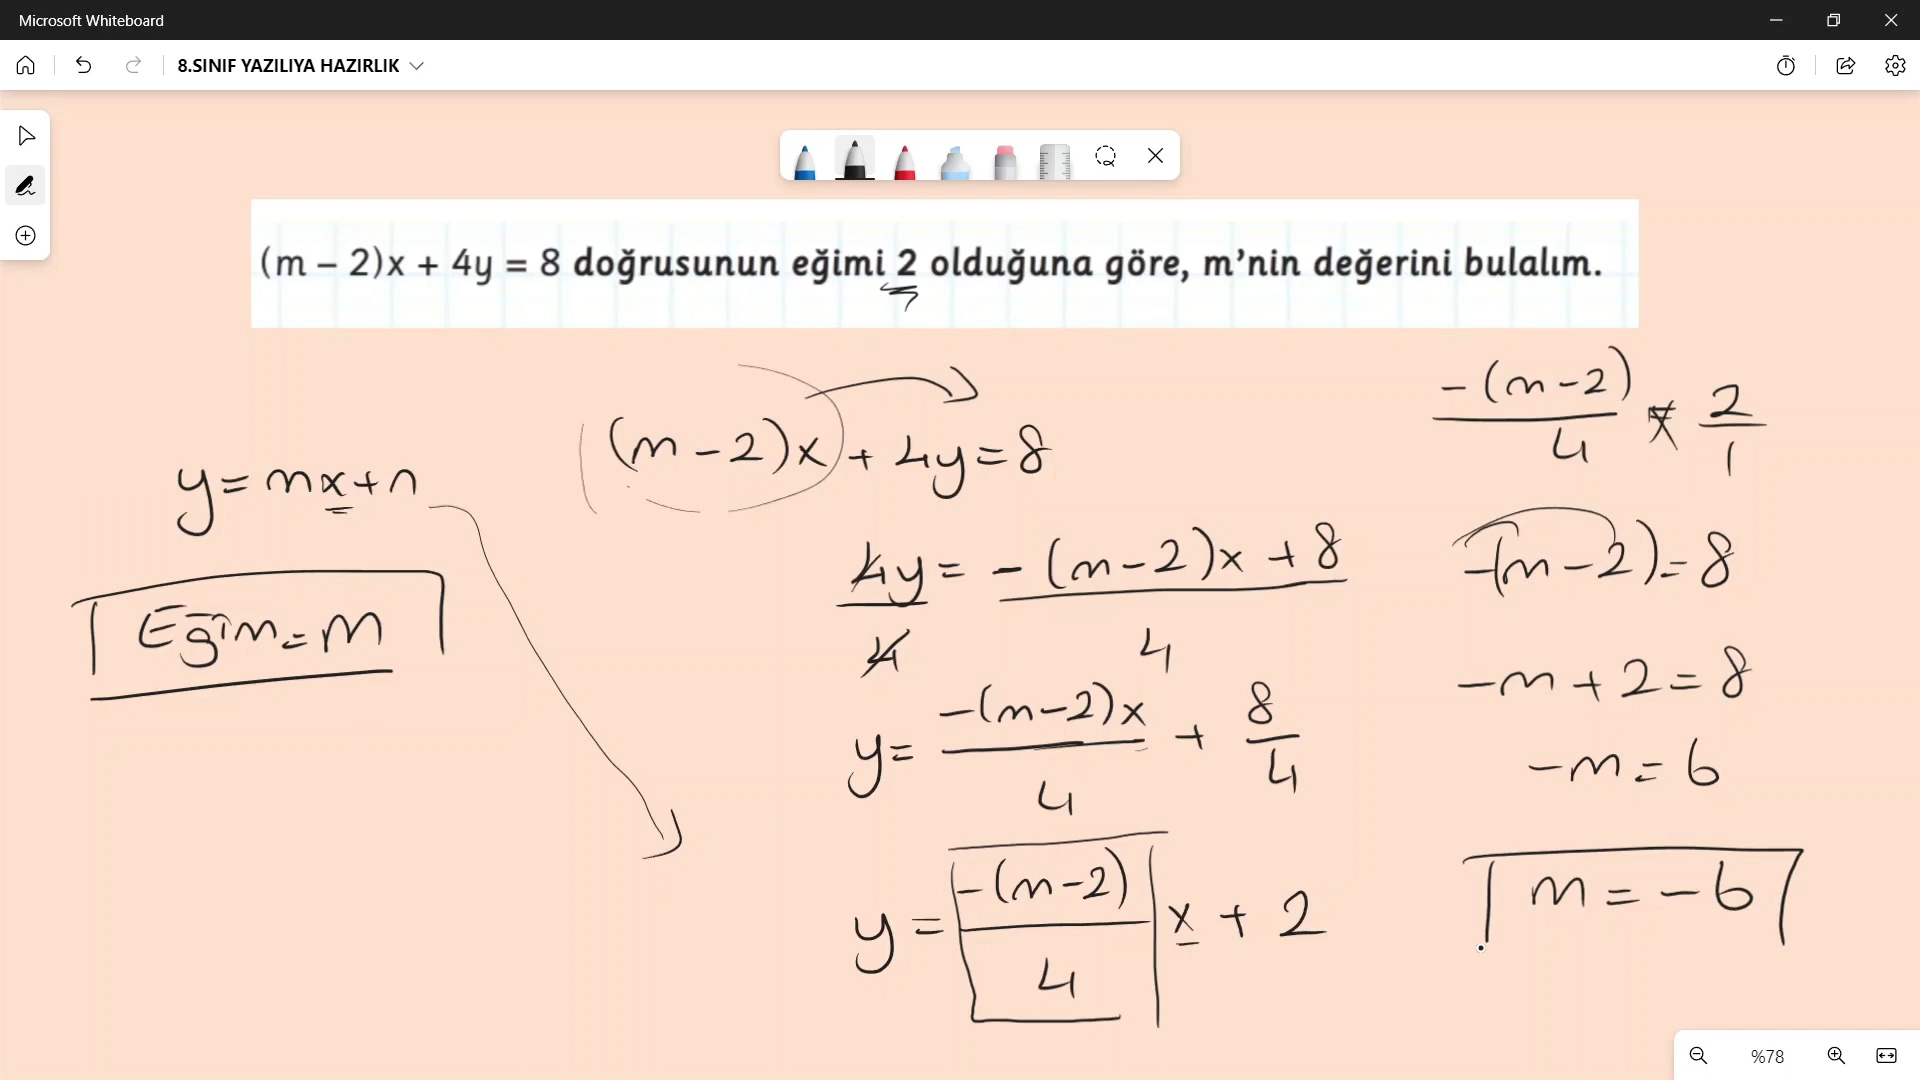 Microsoft Whiteboard
8.SINIF YAZILIYA HAZIRLIK
(m – 2)x + 4y = 8 doğrusunun eğimi 2 olduğuna göre, m’nin değerini bulalım.
y = mx + n
Eğim = m
(m - 2)x + 4y = 8
4y = - (m - 2)x + 8
4 4
y = -(m - 2)x + 8
4 4
y = -(m - 2) x + 2
4
-(m - 2) 2
4 1
-(m - 2) = 8
-m + 2 = 8
-m = 6
m = -6
%78